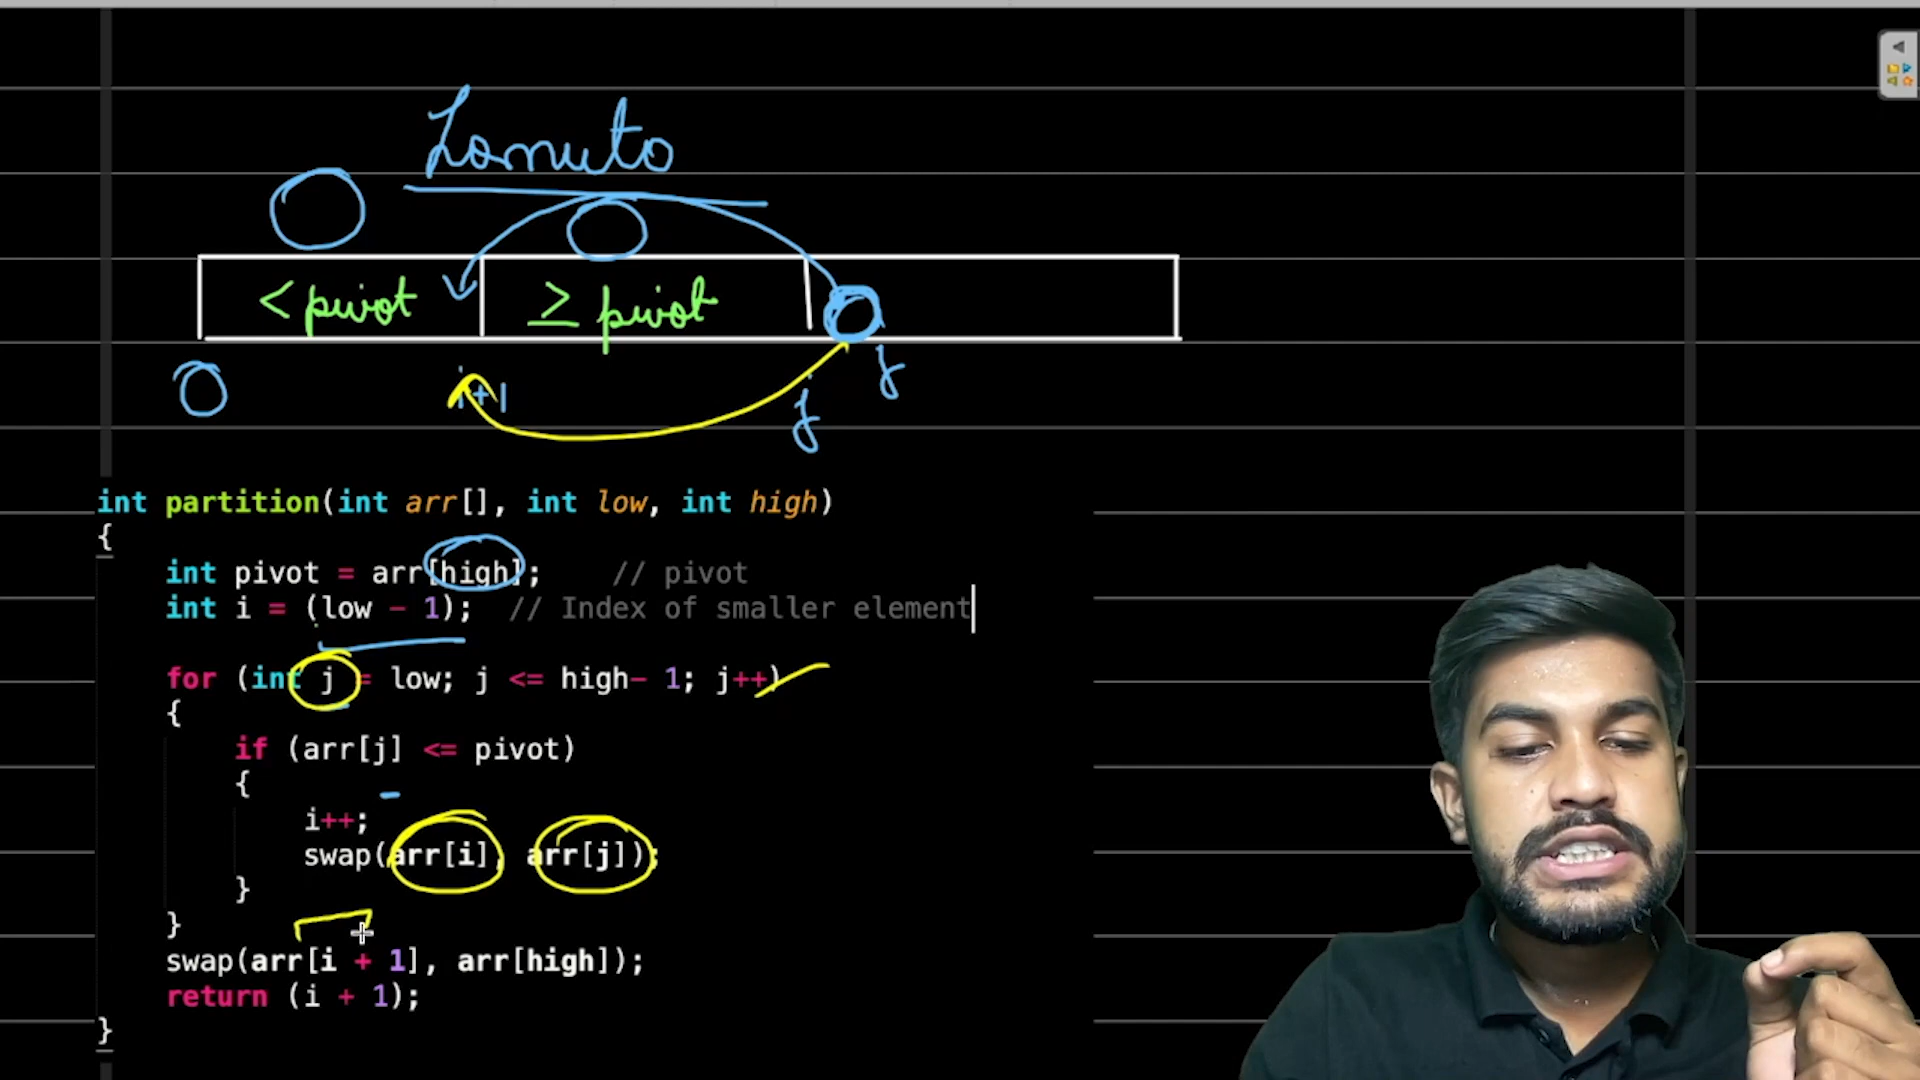 Lomuto
< pivot ≥ pivot
i+1 j j
int partition(int arr[], int low, int high)
{
int pivot = arr[high]; // pivot
int i = (low - 1); // Index of smaller element
for (int j = low; j <= high- 1; j++)
{
if (arr[j] <= pivot)
{
i++;
swap(arr[i], arr[j]);
}
}
swap(arr[i + 1], arr[high]);
return (i + 1);
}